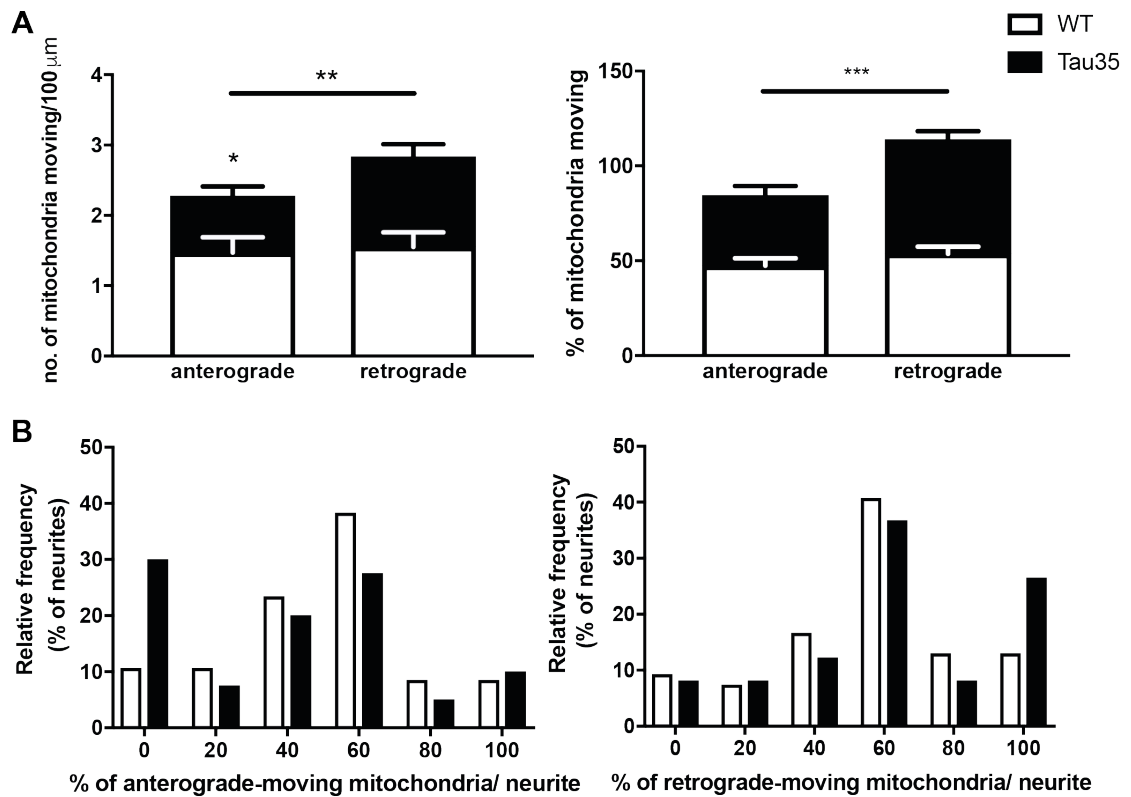 A
WT
Tau35
no. of mitochondria moving/100 µm
4
3
2
1
0
**
*
anterograde
retrograde
% of mitochondria moving
150
100
50
0
***
anterograde
retrograde
B
Relative frequency
(% of neurites)
50
40
30
20
10
0
0 20 40 60 80 100
% of anterograde-moving mitochondria/ neurite
Relative frequency
(% of neurites)
50
40
30
20
10
0
0 20 40 60 80 100
% of retrograde-moving mitochondria/ neurite